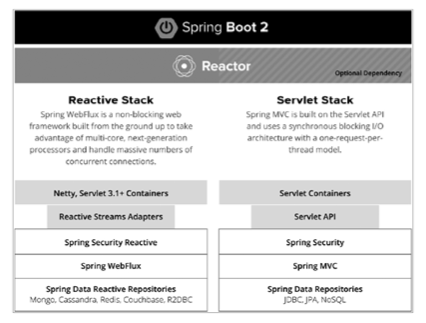 Spring Boot 2
Reactor
Optional Dependency
Reactive Stack
Spring WebFlux is a non-blocking web
framework built from the ground up to take
advantage of multi-core, next-generation
processors and handle massive numbers of
concurrent connections.
Netty, Servlet 3.1+ Containers
Reactive Streams Adapters
Spring Security Reactive
Spring WebFlux
Spring Data Reactive Repositories
Mongo, Cassandra, Redis, Couchbase, R2DBC
Servlet Stack
Spring MVC is built on the Servlet API
and uses a synchronous blocking I/O
architecture with a one-request-per-
thread model.
Servlet Containers
Servlet API
Spring Security
Spring MVC
Spring Data Repositories
JDBC, JPA, NoSQL